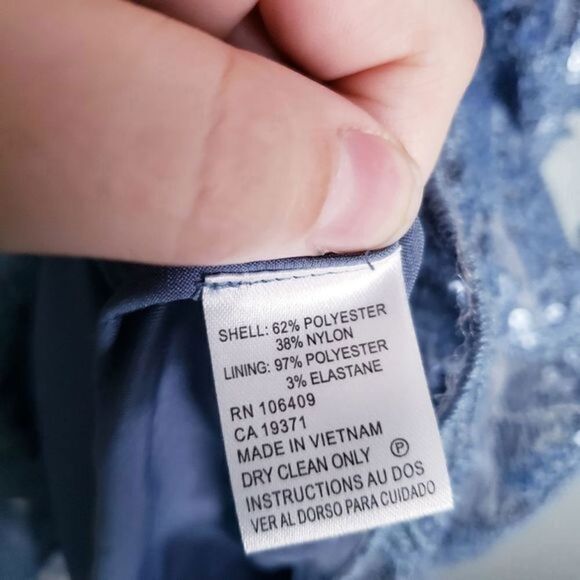 SHELL: 62% POLYESTER
38% NYLON
LINING: 97% POLYESTER
3% ELASTANE
RN 106409
CA 19371
MADE IN VIETNAM
DRY CLEAN ONLY Ⓟ
INSTRUCTIONS AU DOS
VER AL DORSO PARA CUIDADO